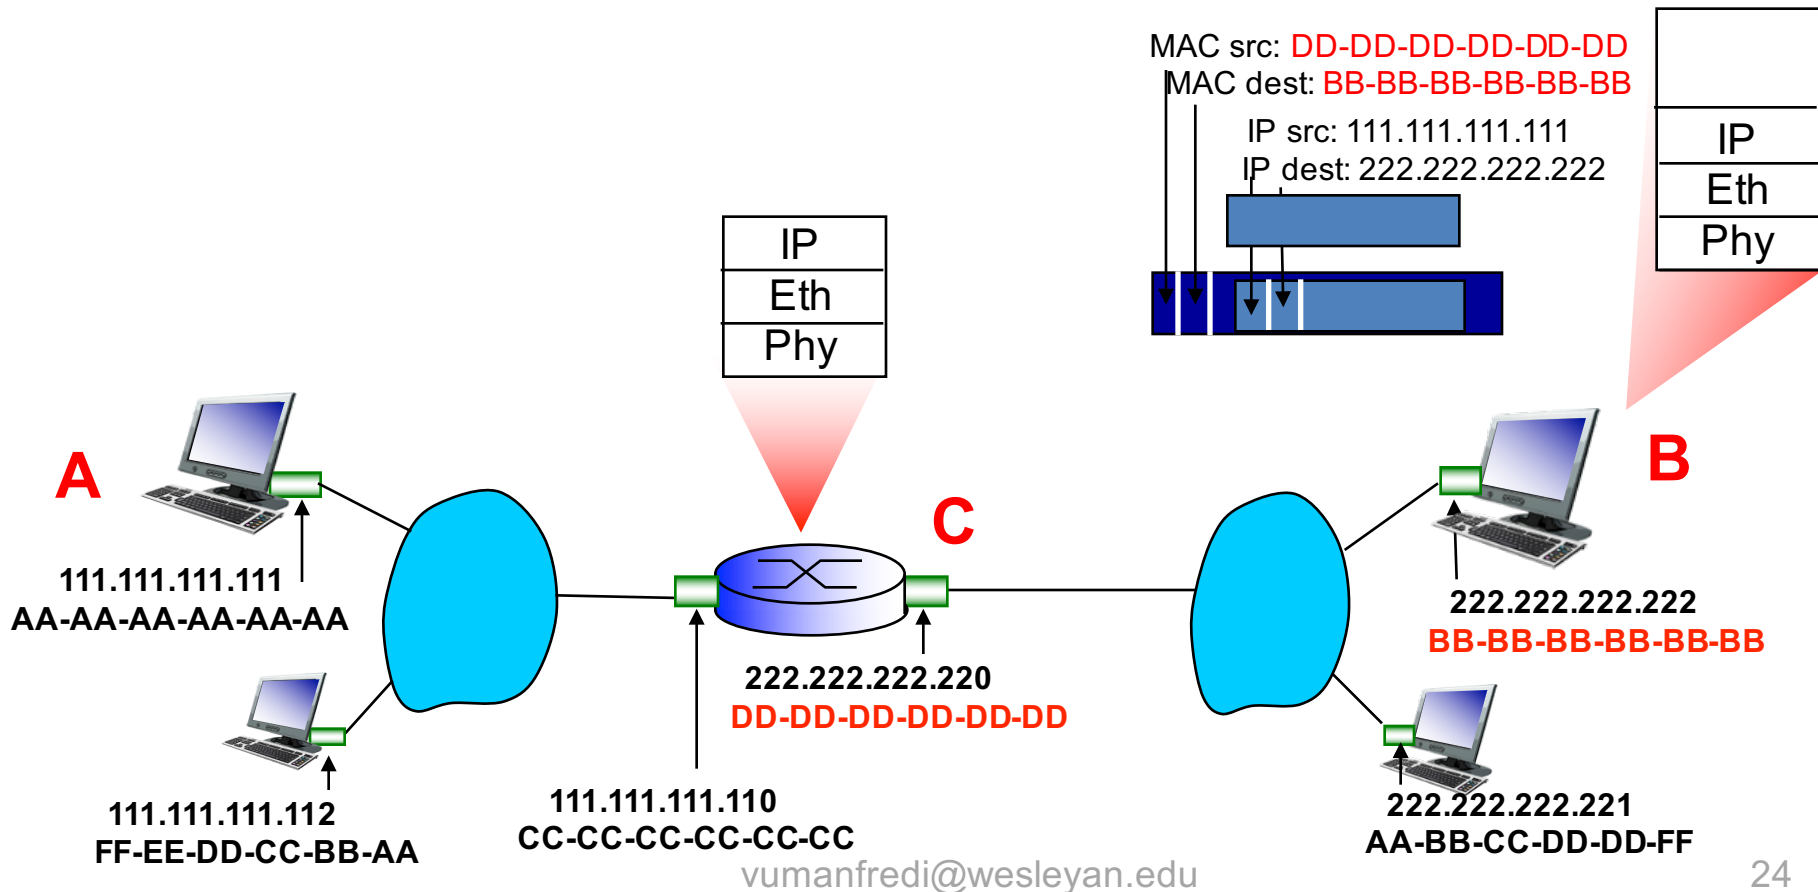 MAC src: DD-DD-DD-DD-DD-DD
MAC dest: BB-BB-BB-BB-BB-BB
IP src: 111.111.111.111
IP dest: 222.222.222.222
IP
Eth
Phy
IP
Eth
Phy
A
B
C
111.111.111.111
AA-AA-AA-AA-AA-AA
222.222.222.222
BB-BB-BB-BB-BB-BB
222.222.222.220
DD-DD-DD-DD-DD-DD
111.111.111.112
FF-EE-DD-CC-BB-AA
111.111.111.110
CC-CC-CC-CC-CC-CC
222.222.222.221
AA-BB-CC-DD-DD-FF
vumanfredi@wesleyan.edu
24